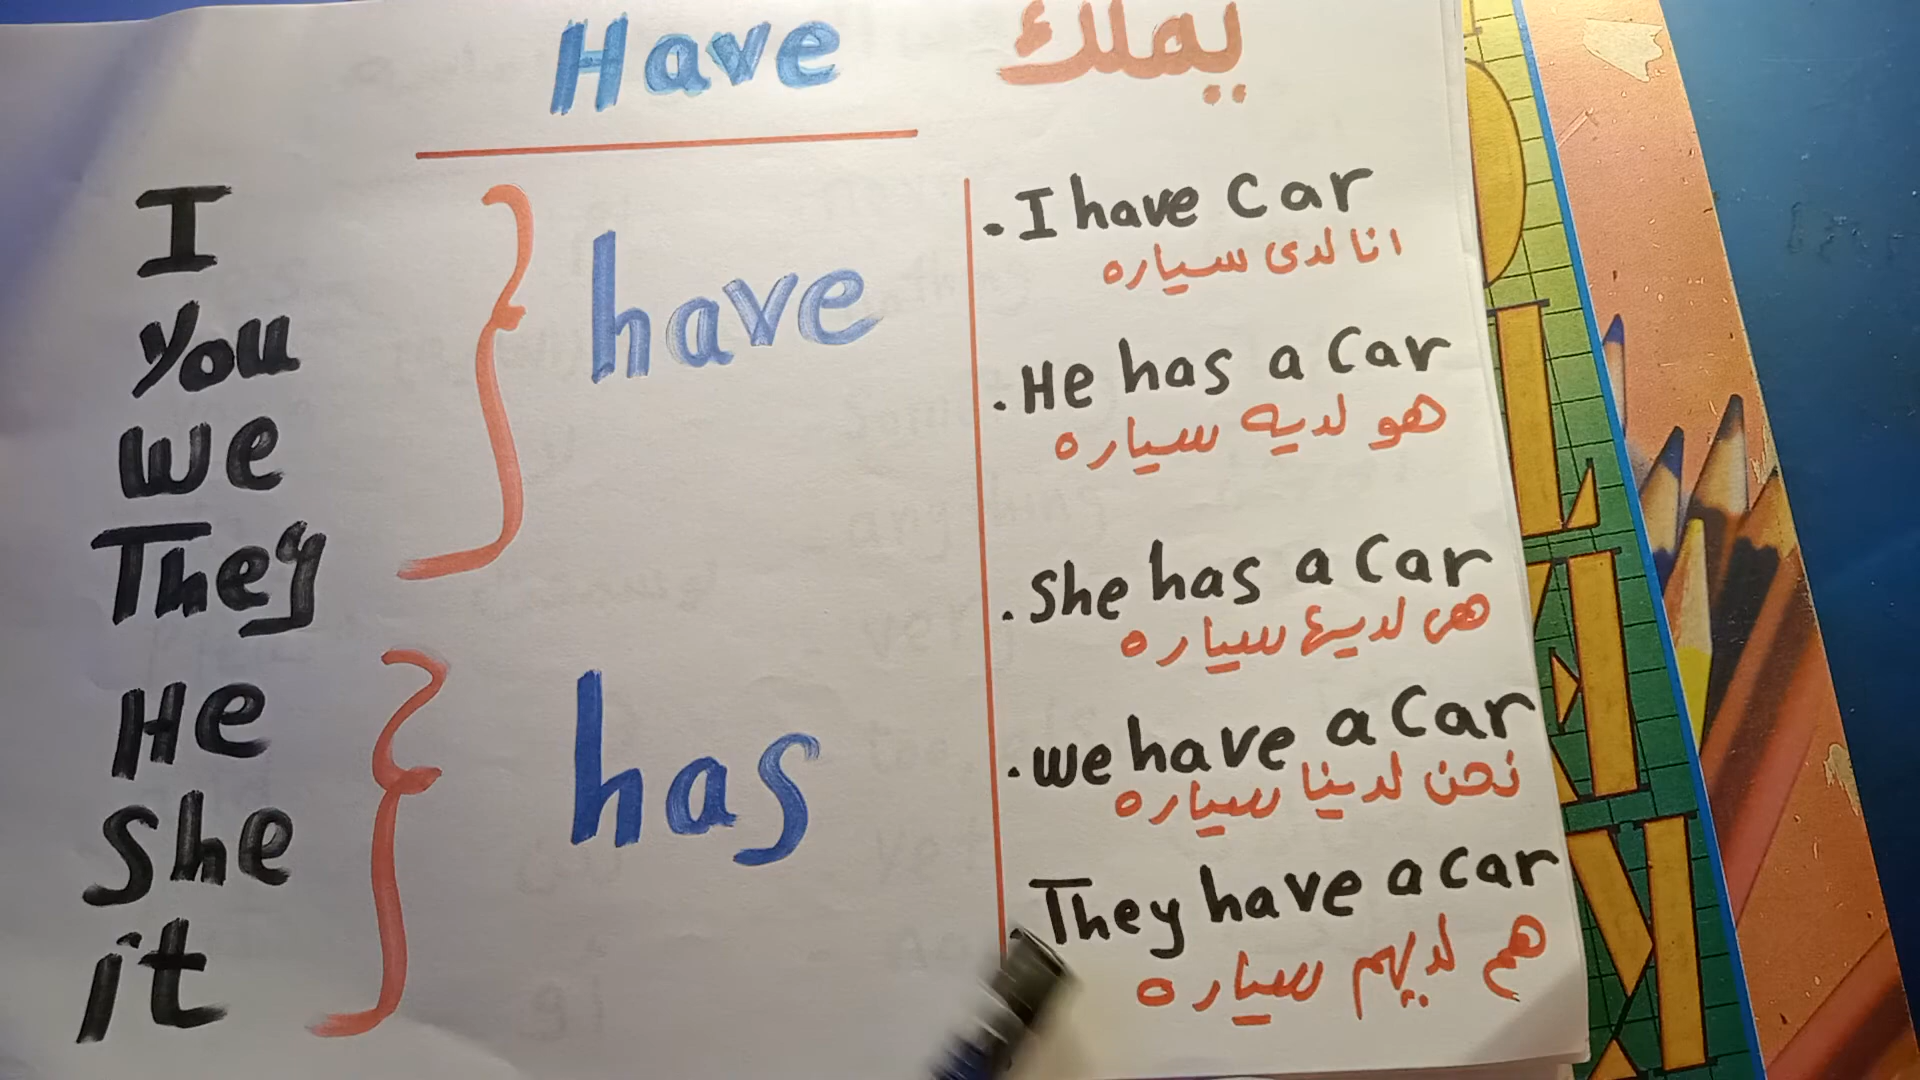 Have يملك
I
You
we
They
have
He
She
it
has
. I have car
انا لدى سياره
. He has a car
هو لديه سياره
. She has a car
هى لديها سياره
. we have a car
نحن لدينا سياره
. They have a car
هم لديهم سياره